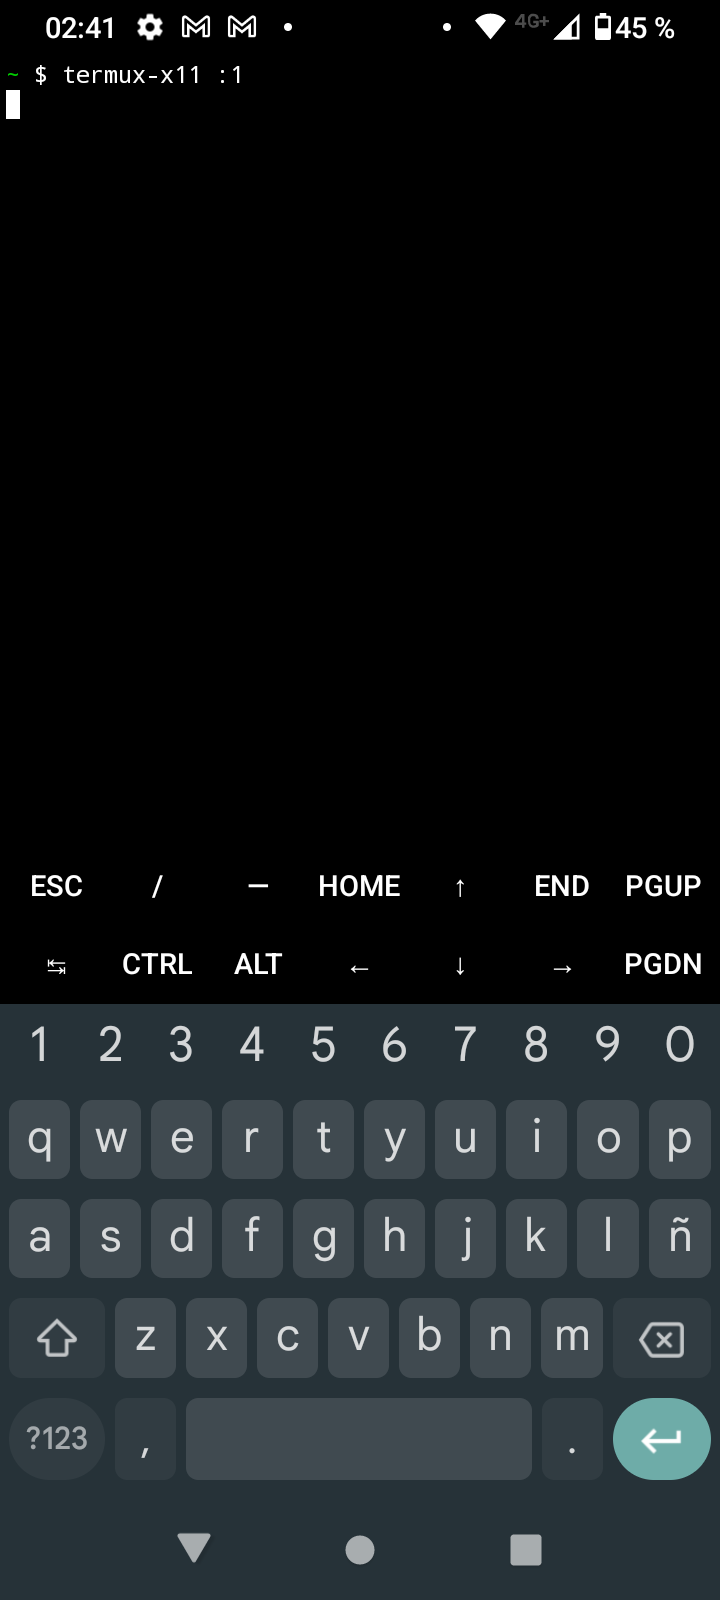 02:41 4G+ 45 %
~ $ termux-x11 :1
ESC / — HOME ↑ END PGUP
↹ CTRL ALT ← ↓ → PGDN
1 2 3 4 5 6 7 8 9 0
q w e r t y u i o p
a s d f g h j k l ñ
z x c v b n m
?123 , .